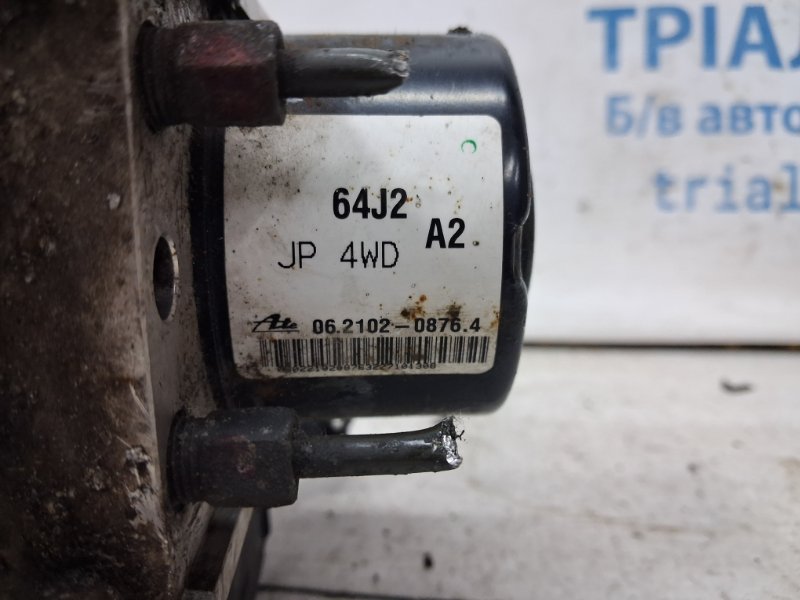 ТРІАЛ
Б/в авто
trial
64J2
A2
JP 4WD
Ate 06.2102-0876.4